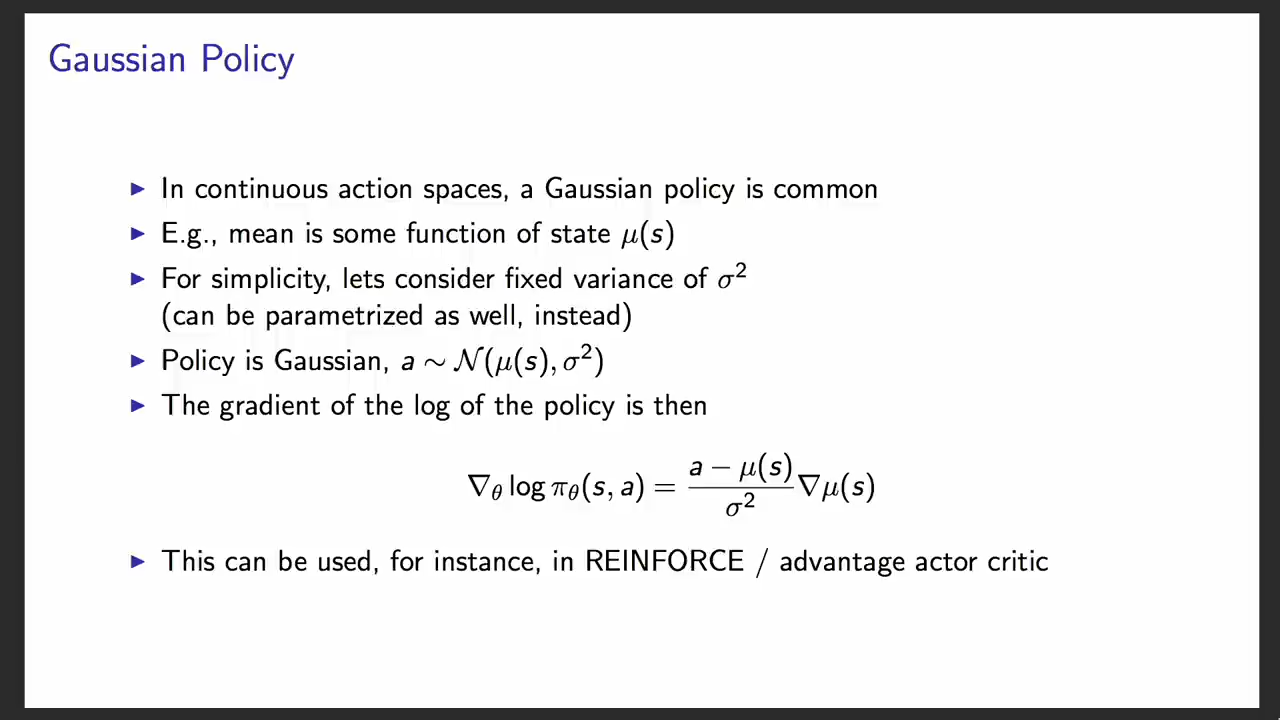 Gaussian Policy
▶ In continuous action spaces, a Gaussian policy is common
▶ E.g., mean is some function of state μ(s)
▶ For simplicity, lets consider fixed variance of σ²
(can be parametrized as well, instead)
▶ Policy is Gaussian, a ∼ 𝒩(μ(s), σ²)
▶ The gradient of the log of the policy is then
∇_θ log π_θ(s, a) = \frac{a − μ(s)}{σ²} ∇μ(s)
▶ This can be used, for instance, in REINFORCE / advantage actor critic